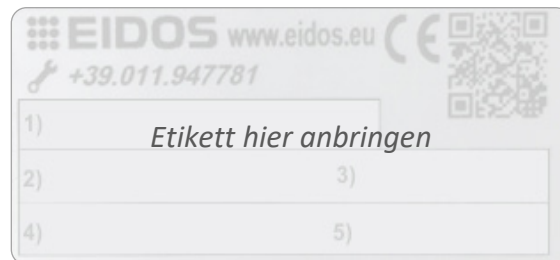 EIDOS www.eidos.eu CE
+39.011.947781
1)
Etikett hier anbringen
2) 3)
4) 5)